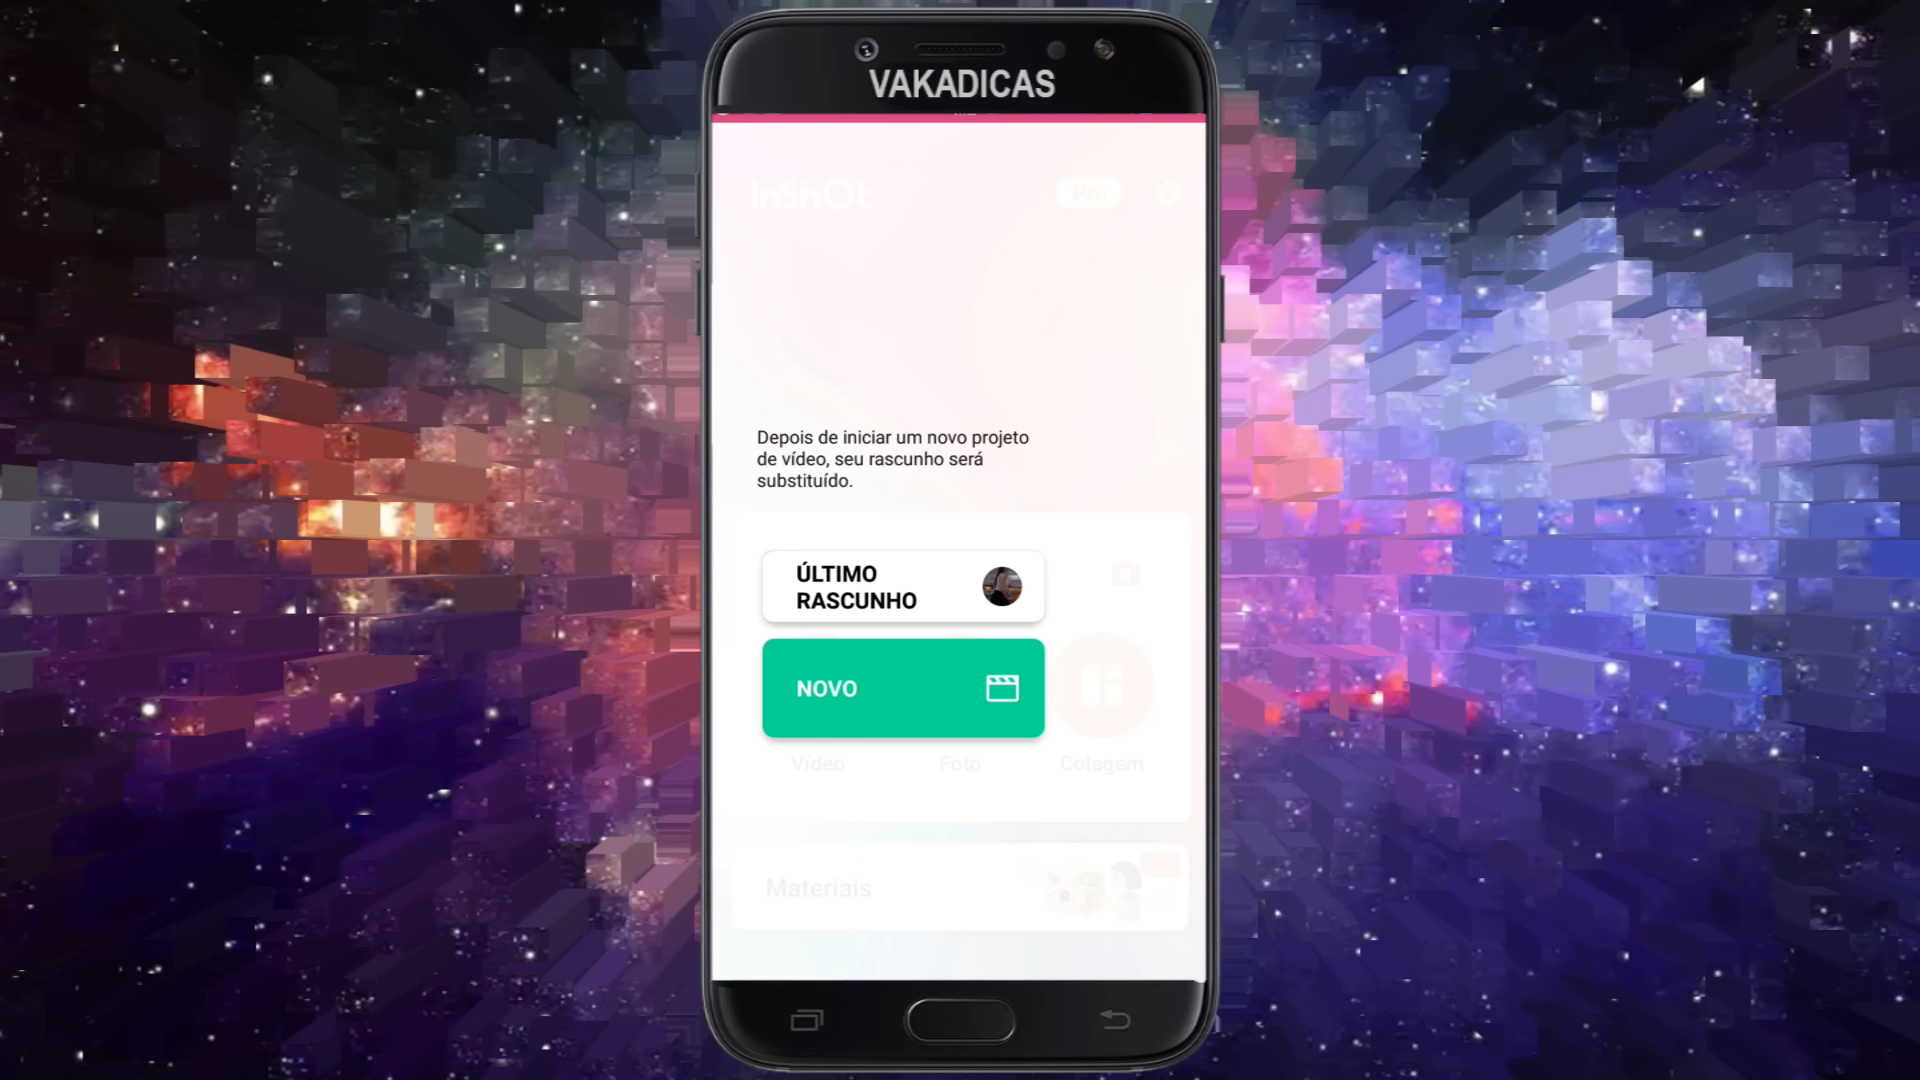 VAKADICAS
InShOt
Pro
Depois de iniciar um novo projeto
de vídeo, seu rascunho será
substituído.
ÚLTIMO
RASCUNHO
NOVO
Vídeo
Foto
Colagem
Materiais